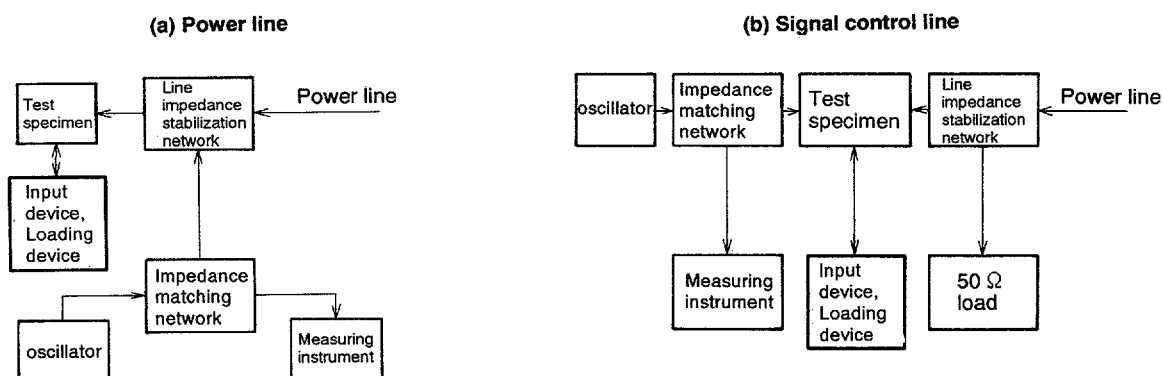 (a) Power line
Test
specimen
Line
impedance
stabilization
network
Power line
Input
device,
Loading
device
Impedance
matching
network
oscillator
Measuring
instrument
(b) Signal control line
oscillator
Impedance
matching
network
Test
specimen
Line
impedance
stabilization
network
Power line
Measuring
instrument
Input
device,
Loading
device
50 Ω
load